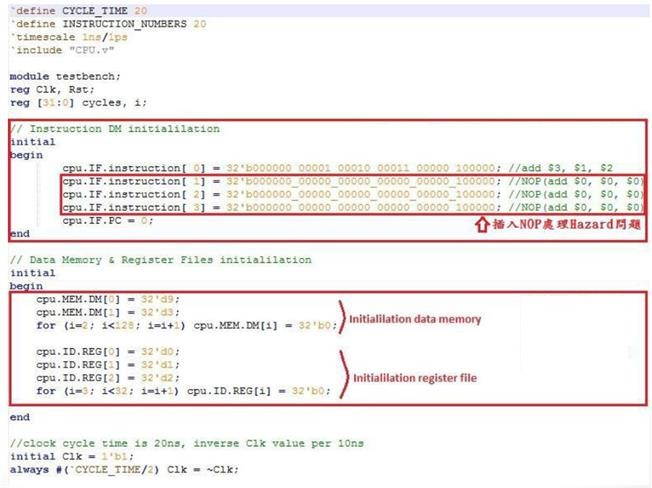 `define CYCLE_TIME 20
`define INSTRUCTION_NUMBERS 20
`timescale 1ns/1ps
`include "CPU.v"
module testbench;
reg Clk, Rst;
reg [31:0] cycles, i;
// Instruction DM initialilation
initial
begin
cpu.IF.instruction[ 0] = 32'b000000_00001_00010_00011_00000_100000; //add $3, $1, $2
cpu.IF.instruction[ 1] = 32'b000000_00000_00000_00000_00000_100000; //NOP(add $0, $0, $0)
cpu.IF.instruction[ 2] = 32'b000000_00000_00000_00000_00000_100000; //NOP(add $0, $0, $0)
cpu.IF.instruction[ 3] = 32'b000000_00000_00000_00000_00000_100000; //NOP(add $0, $0, $0)
cpu.IF.PC = 0;
插入NOP處理Hazard問題
end
// Data Memory & Register Files initialilation
initial
begin
cpu.MEM.DM[0] = 32'd9;
cpu.MEM.DM[1] = 32'd3;
for (i=2; i<128; i=i+1) cpu.MEM.DM[i] = 32'b0;
Initialilation data memory
cpu.ID.REG[0] = 32'd0;
cpu.ID.REG[1] = 32'd1;
cpu.ID.REG[2] = 32'd2;
for (i=3; i<32; i=i+1) cpu.ID.REG[i] = 32'b0;
Initialilation register file
end
//clock cycle time is 20ns, inverse Clk value per 10ns
initial Clk = 1'b1;
always #(`CYCLE_TIME/2) Clk = ~Clk;